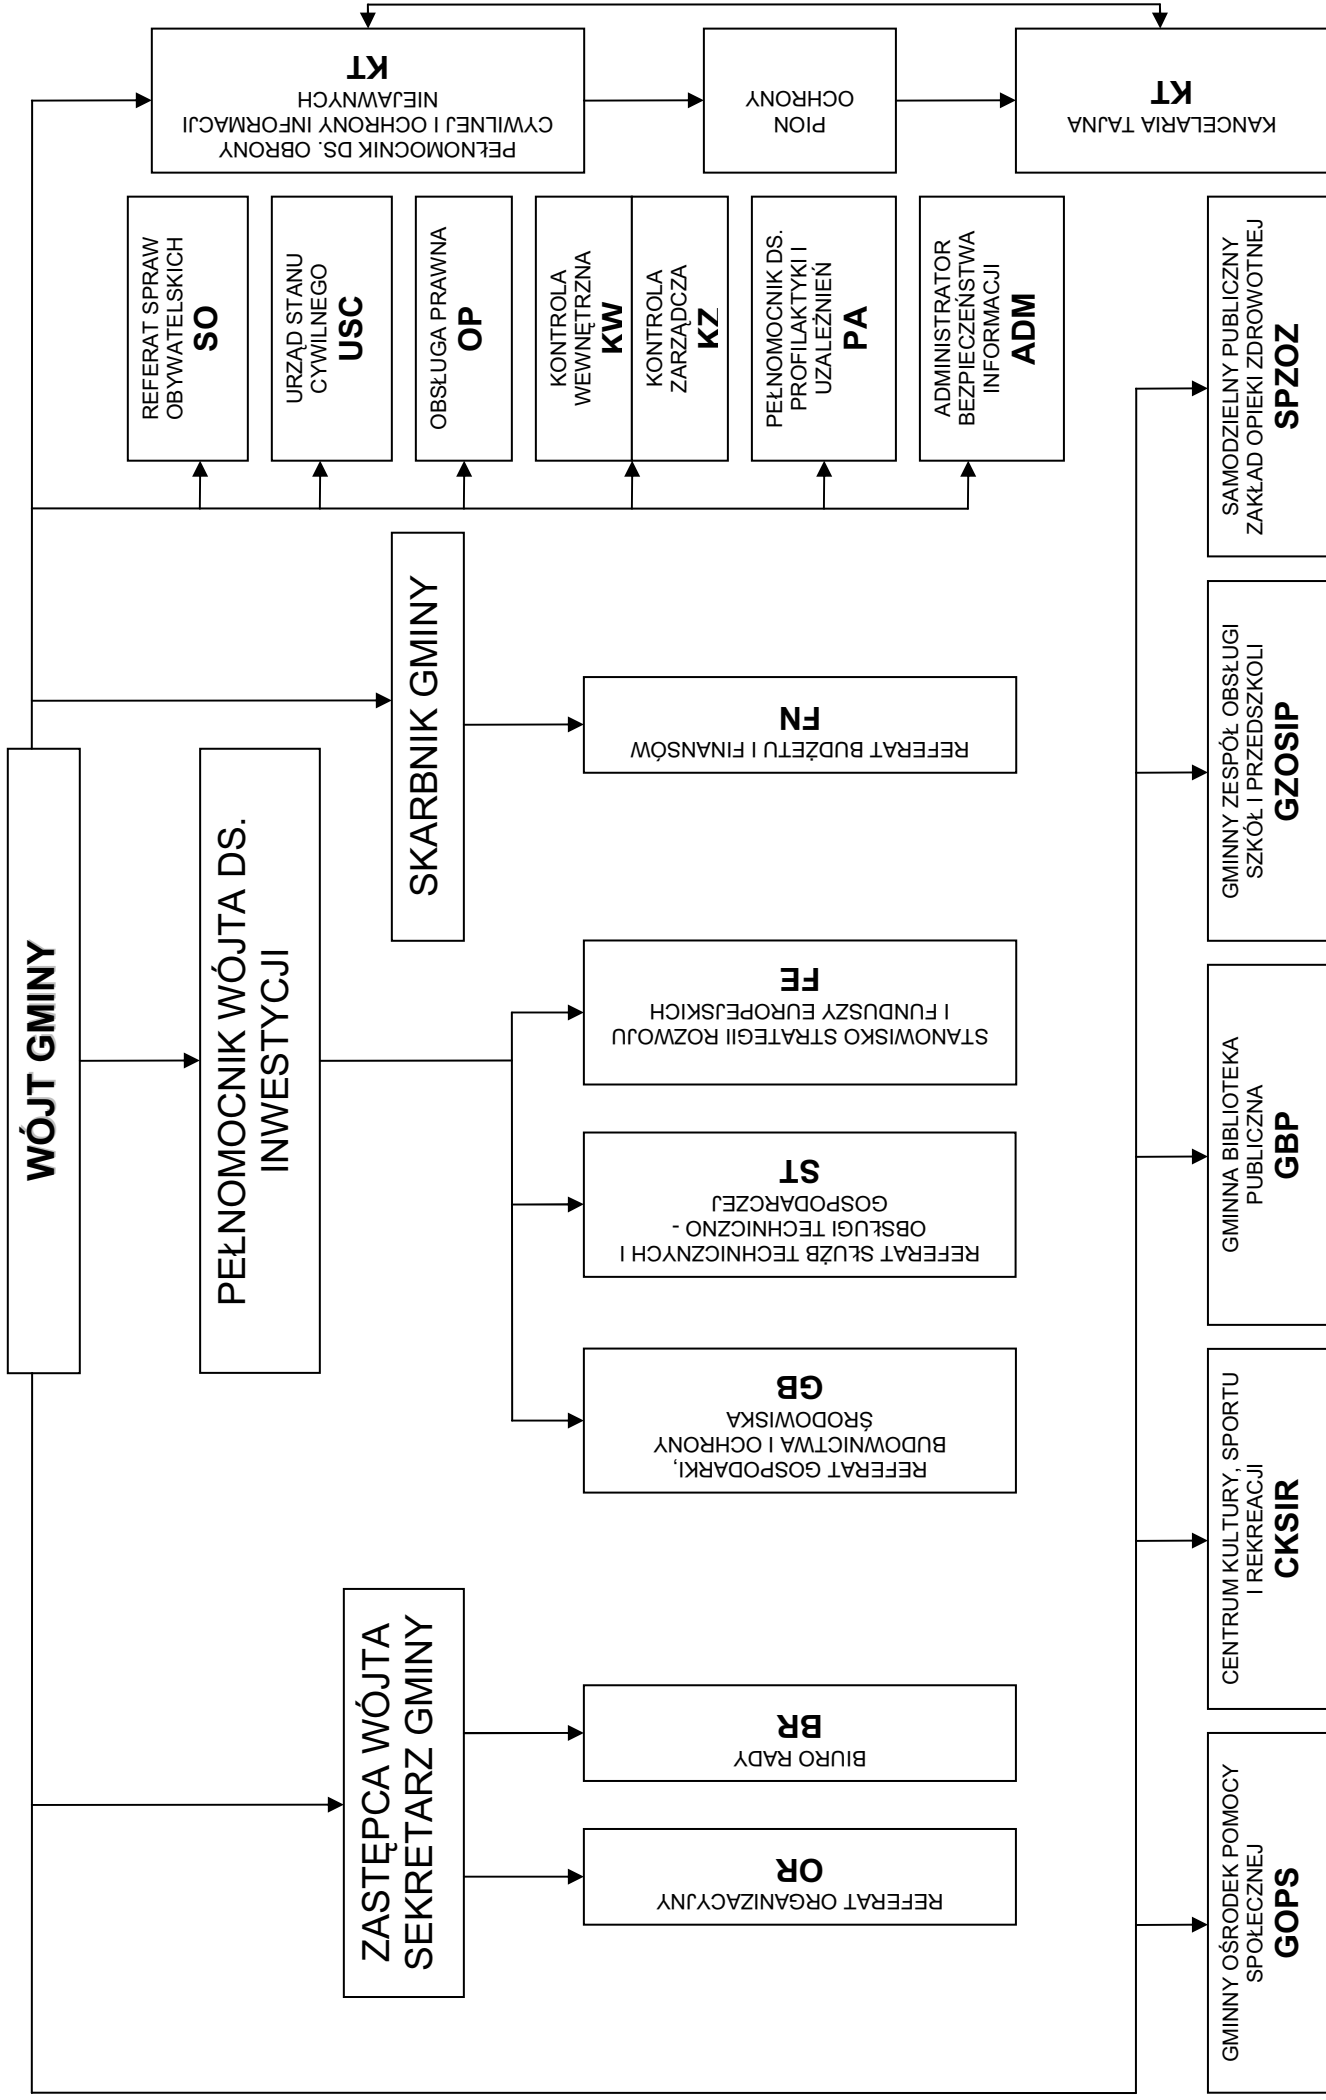 WÓJT GMINY
PEŁNOMOCNIK WÓJTA DS.
INWESTYCJI
ZASTĘPCA WÓJTA
SEKRETARZ GMINY
SKARBNIK GMINY
REFERAT ORGANIZACYJNY
OR
BIURO RADY
BR
REFERAT GOSPODARKI,
BUDOWNICTWA I OCHRONY
ŚRODOWISKA
GB
REFERAT SŁUŻB TECHNICZNYCH I
OBSŁUGI TECHNICZNO -
GOSPODARCZEJ
ST
STANOWISKO STRATEGII ROZWOJU
I FUNDUSZY EUROPEJSKICH
FE
REFERAT BUDŻETU I FINANSÓW
FN
REFERAT SPRAW
OBYWATELSKICH
SO
URZĄD STANU
CYWILNEGO
USC
OBSŁUGA PRAWNA
OP
KONTROLA
WEWNĘTRZNA
KW
KONTROLA
ZARZĄDCZA
KZ
PEŁNOMOCNIK DS.
PROFILAKTYKI I
UZALEŻNIEŃ
PA
ADMINISTRATOR
BEZPIECZEŃSTWA
INFORMACJI
ADM
PEŁNOMOCNIK DS. OBRONY
CYWILNEJ I OCHRONY INFORMACJI
NIEJAWNYCH
KT
PION
OCHRONY
KANCELARIA TAJNA
KT
GMINNY OŚRODEK POMOCY
SPOŁECZNEJ
GOPS
CENTRUM KULTURY, SPORTU
I REKREACJI
CKSIR
GMINNA BIBLIOTEKA
PUBLICZNA
GBP
GMINNY ZESPÓŁ OBSŁUGI
SZKÓŁ I PRZEDSZKOLI
GZOSIP
SAMODZIELNY PUBLICZNY
ZAKŁAD OPIEKI ZDROWOTNEJ
SPZOZ